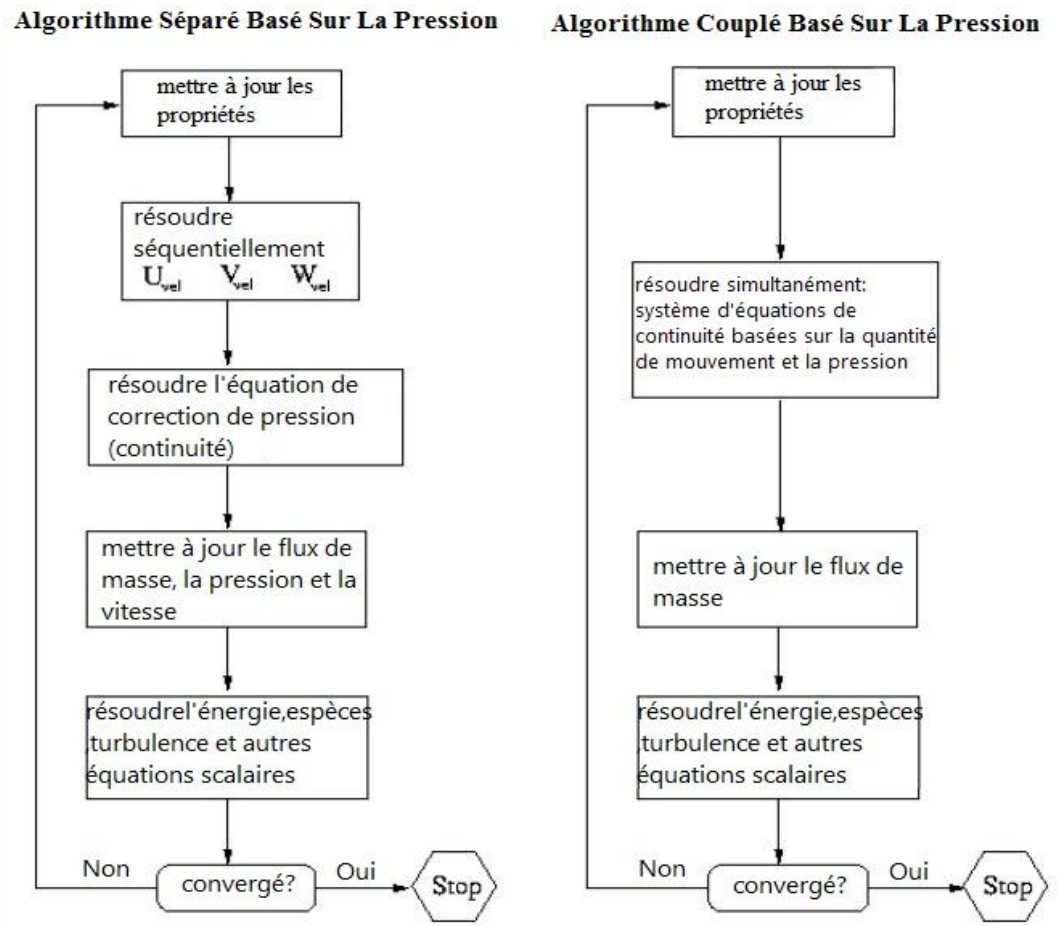 Algorithme Séparé Basé Sur La Pression
mettre à jour les
propriétés
résoudre
séquentiellement
Uvel Vvel Wvel
résoudre l'équation de
correction de pression
(continuité)
mettre à jour le flux de
masse, la pression et la
vitesse
résoudrel'énergie,espèces
,turbulence et autres
équations scalaires
Non
convergé?
Oui
Stop
Algorithme Couplé Basé Sur La Pression
mettre à jour les
propriétés
résoudre simultanément:
système d'équations de
continuité basées sur la quantité
de mouvement et la pression
mettre à jour le flux de
masse
résoudrel'énergie,espèces
,turbulence et autres
équations scalaires
Non
convergé?
Oui
Stop